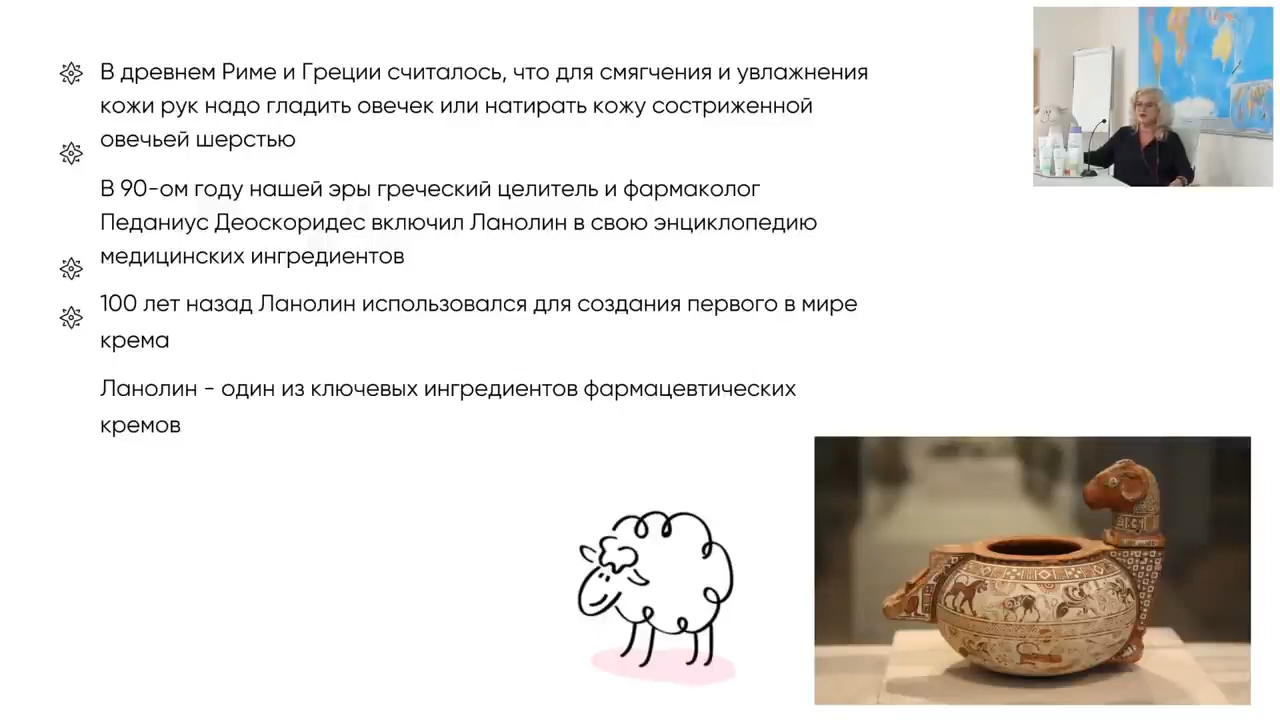 В древнем Риме и Греции считалось, что для смягчения и увлажнения
кожи рук надо гладить овечек или натирать кожу состриженной
овечьей шерстью
В 90-ом году нашей эры греческий целитель и фармаколог
Педаниус Деоскоридес включил Ланолин в свою энциклопедию
медицинских ингредиентов
100 лет назад Ланолин использовался для создания первого в мире
крема
Ланолин - один из ключевых ингредиентов фармацевтических
кремов